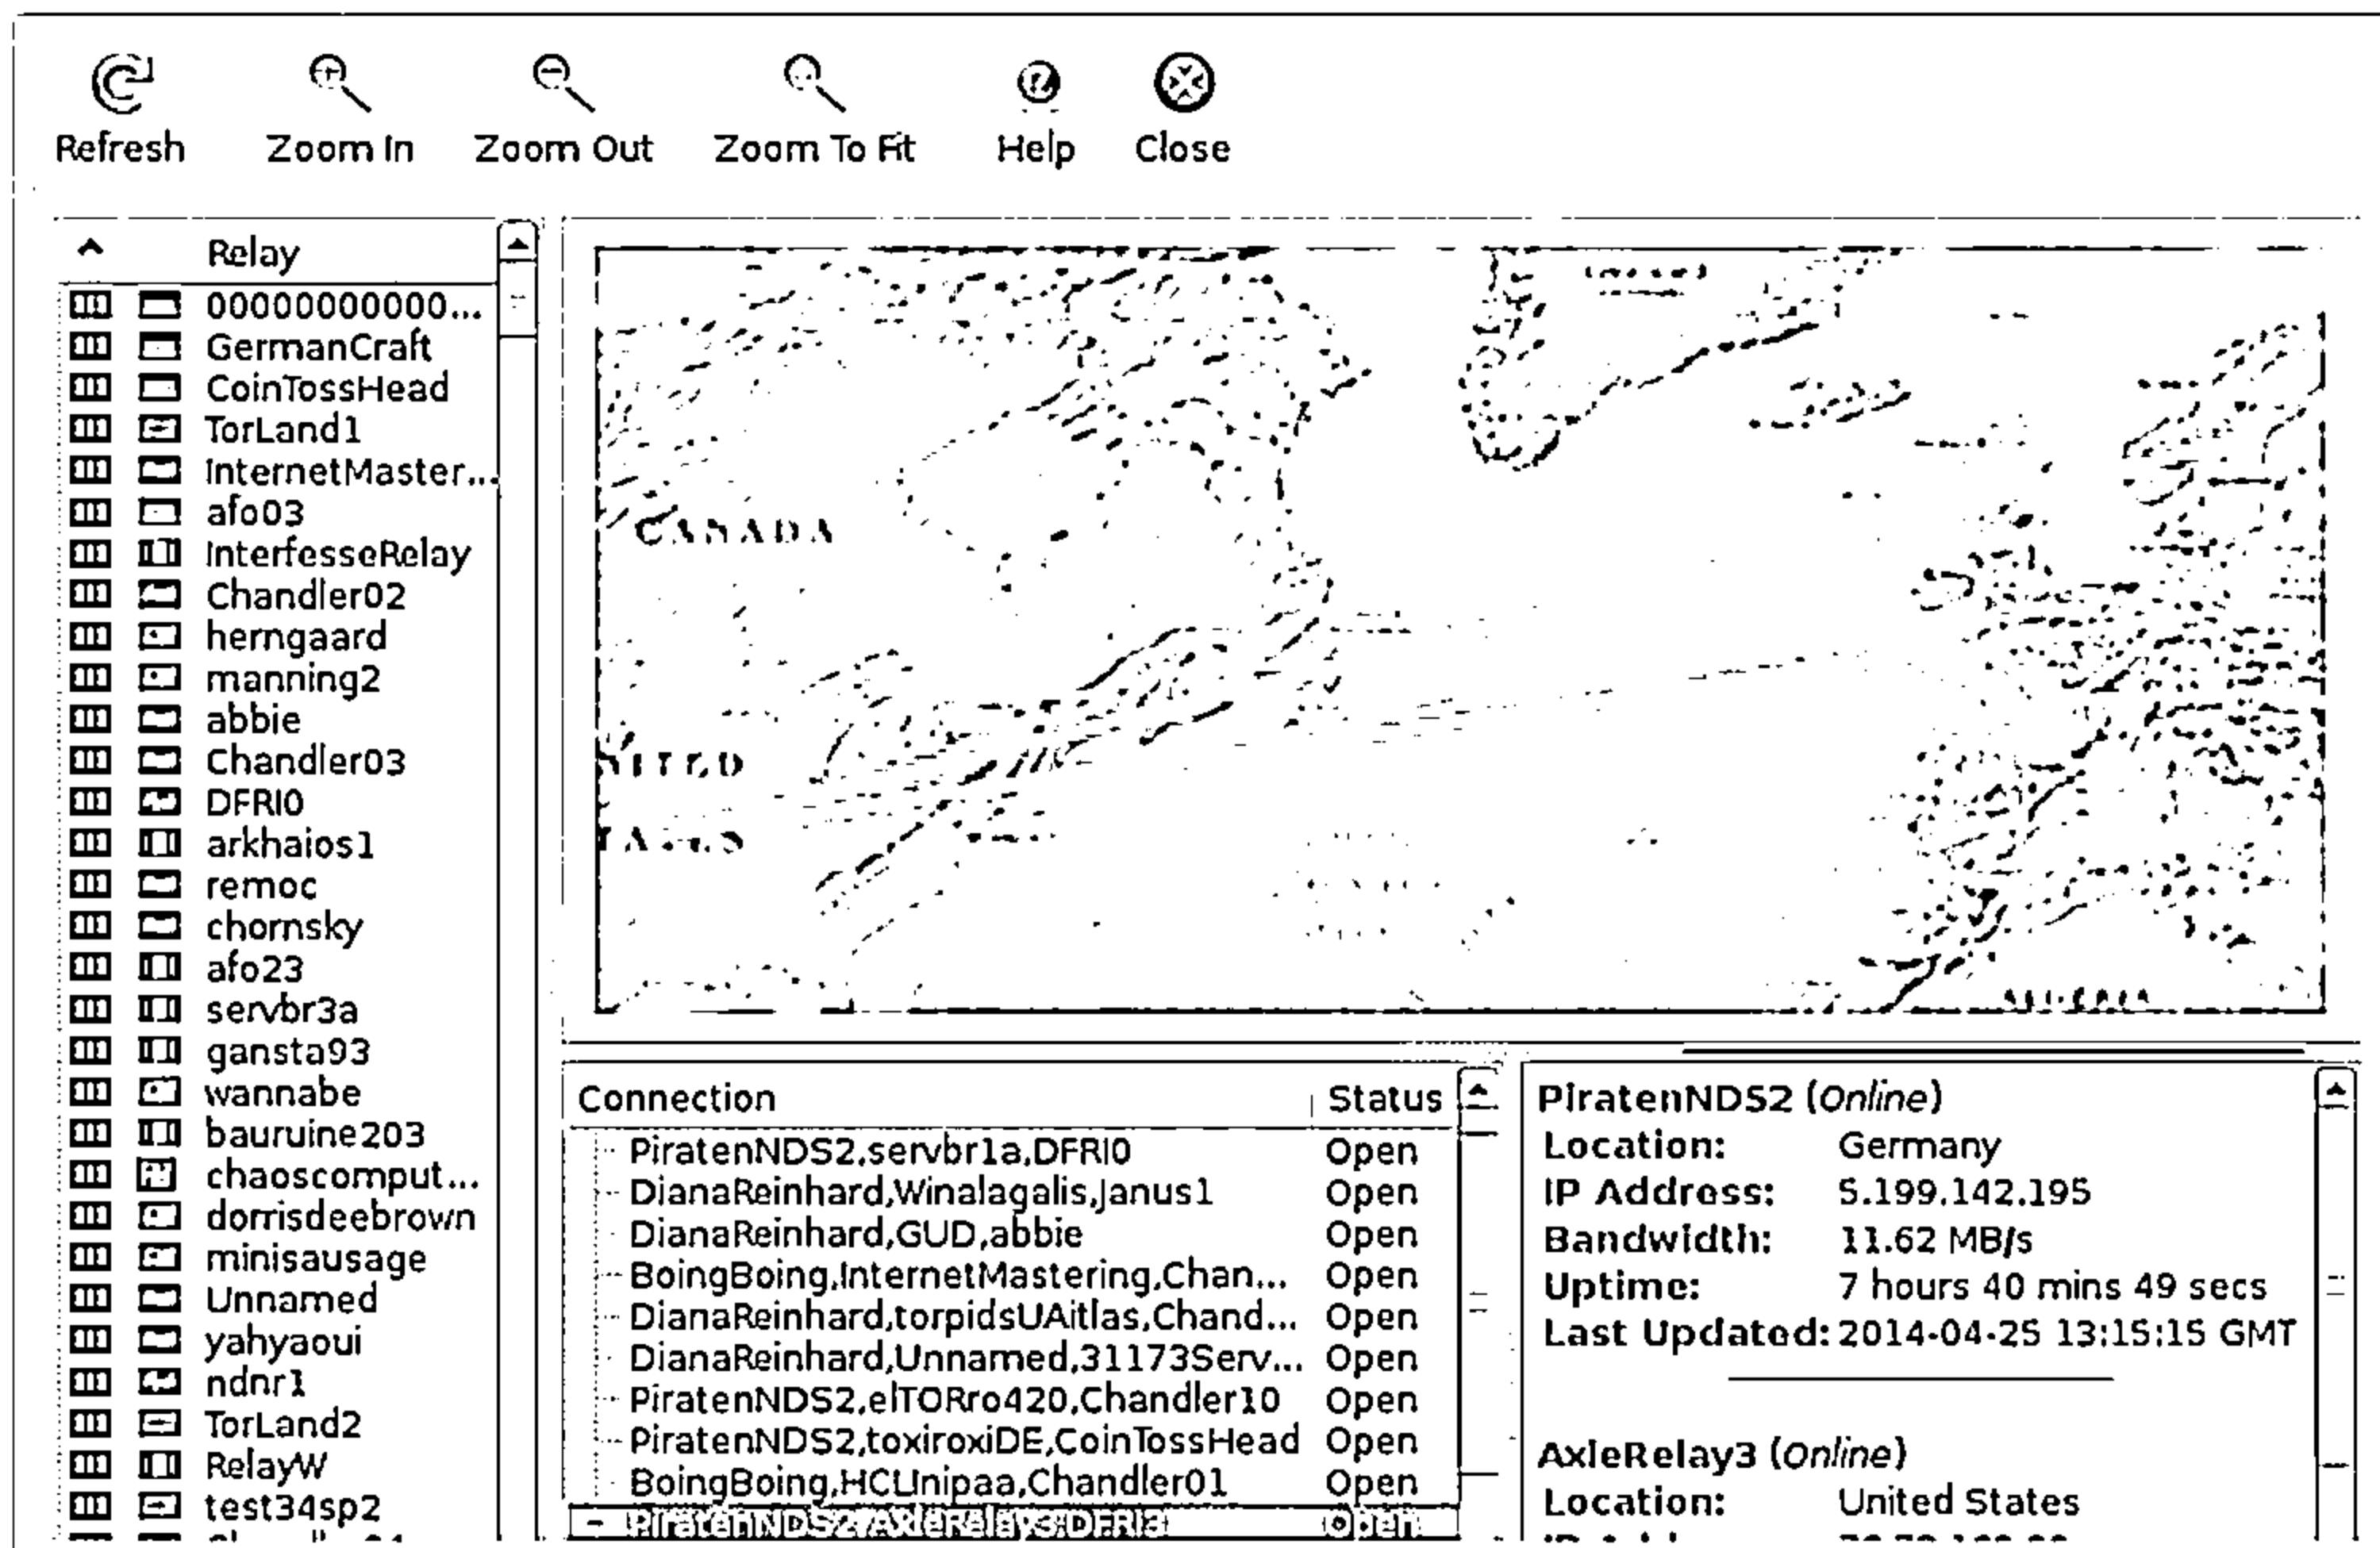 Refresh Zoom In Zoom Out Zoom To Fit Help Close
Relay
00000000000...
GermanCraft
CoinTossHead
TorLand1
InternetMaster...
afo03
InterfesseRelay
Chandler02
herngaard
manning2
abbie
Chandler03
DFRI0
arkhaios1
remoc
chomsky
afo23
servbr3a
gansta93
wannabe
bauruine203
chaoscomput...
dorrisdeebrown
minisausage
Unnamed
yahyaoui
ndnr1
TorLand2
RelayW
test34sp2
CANADA
ALGERIA
Connection Status
PiratenNDS2,servbr1a,DFRI0 Open
DianaReinhard,Winalagalis,Janus1 Open
DianaReinhard,GUD,abbie Open
BoingBoing,InternetMastering,Chan... Open
DianaReinhard,torpidsUAitlas,Chand... Open
DianaReinhard,Unnamed,31173Serv... Open
PiratenNDS2,elTORro420,Chandler10 Open
PiratenNDS2,toxiroxiDE,CoinTossHead Open
BoingBoing,HCUnipaa,Chandler01 Open
PiratenNDS2,AxleRelay3,DFRI3 Open
PiratenNDS2 (Online)
Location: Germany
IP Address: 5.199.142.195
Bandwidth: 11.62 MB/s
Uptime: 7 hours 40 mins 49 secs
Last Updated: 2014-04-25 13:15:15 GMT
AxleRelay3 (Online)
Location: United States